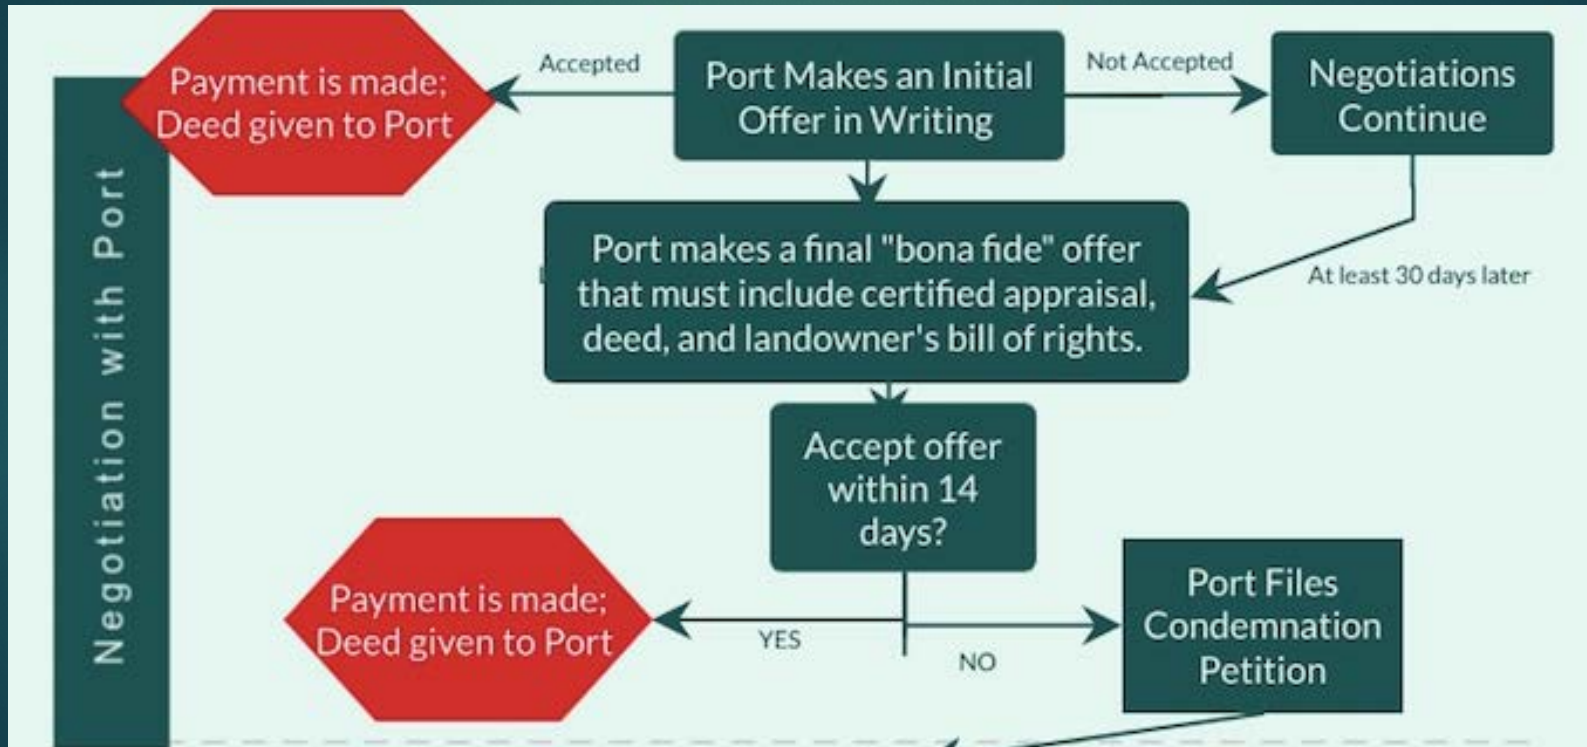 Negotiation with Port
Payment is made;
Deed given to Port
Accepted
Port Makes an Initial
Offer in Writing
Not Accepted
Negotiations
Continue
Port makes a final "bona fide" offer
that must include certified appraisal,
deed, and landowner's bill of rights.
At least 30 days later
Accept offer
within 14
days?
Payment is made;
Deed given to Port
YES
NO
Port Files
Condemnation
Petition